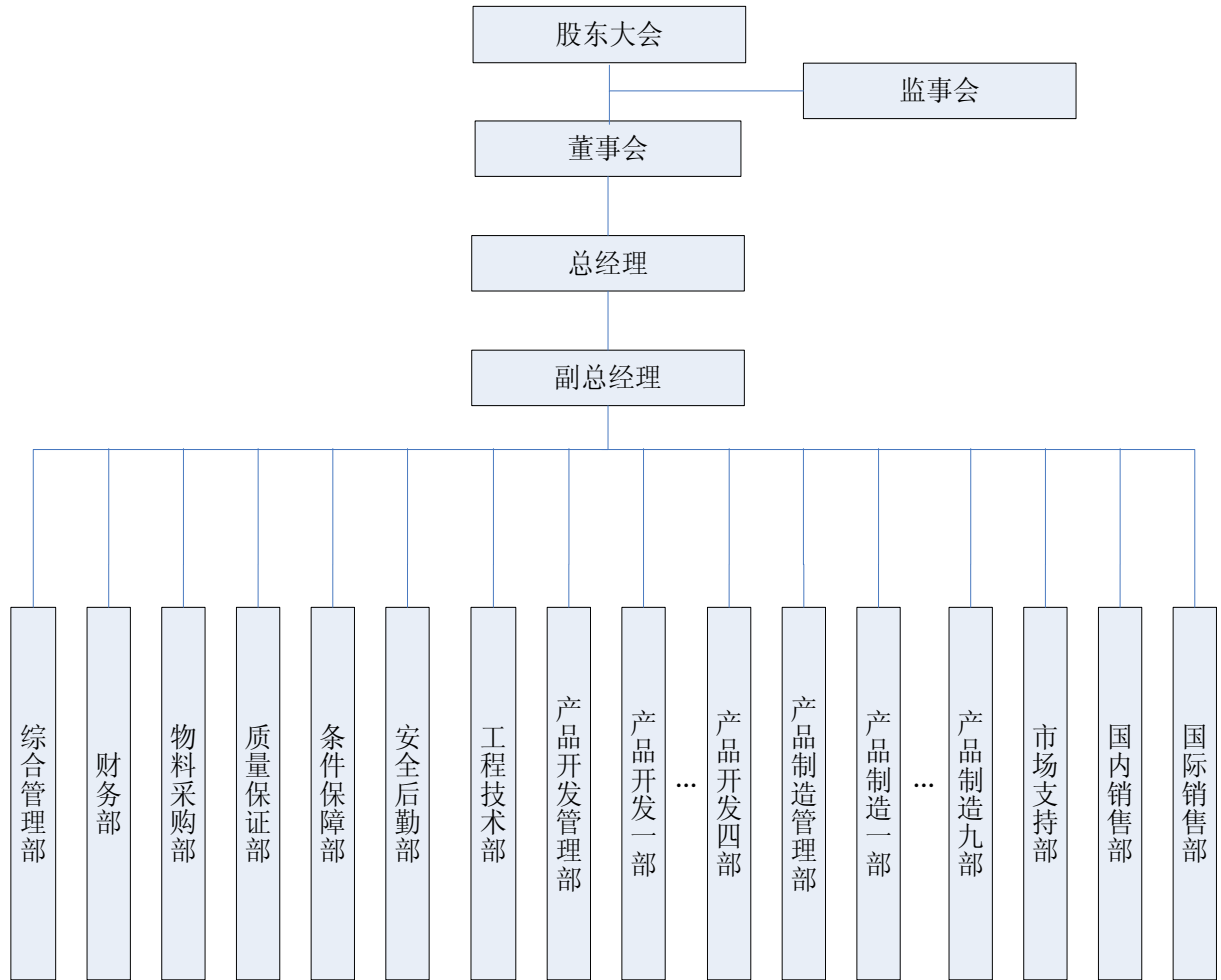 股东大会
监事会
董事会
总经理
副总经理
综合管理部
财务部
物料采购部
质量保证部
条件保障部
安全后勤部
工程技术部
产品开发管理部
产品开发一部
...
产品开发四部
产品制造管理部
产品制造一部
...
产品制造九部
市场支持部
国内销售部
国际销售部